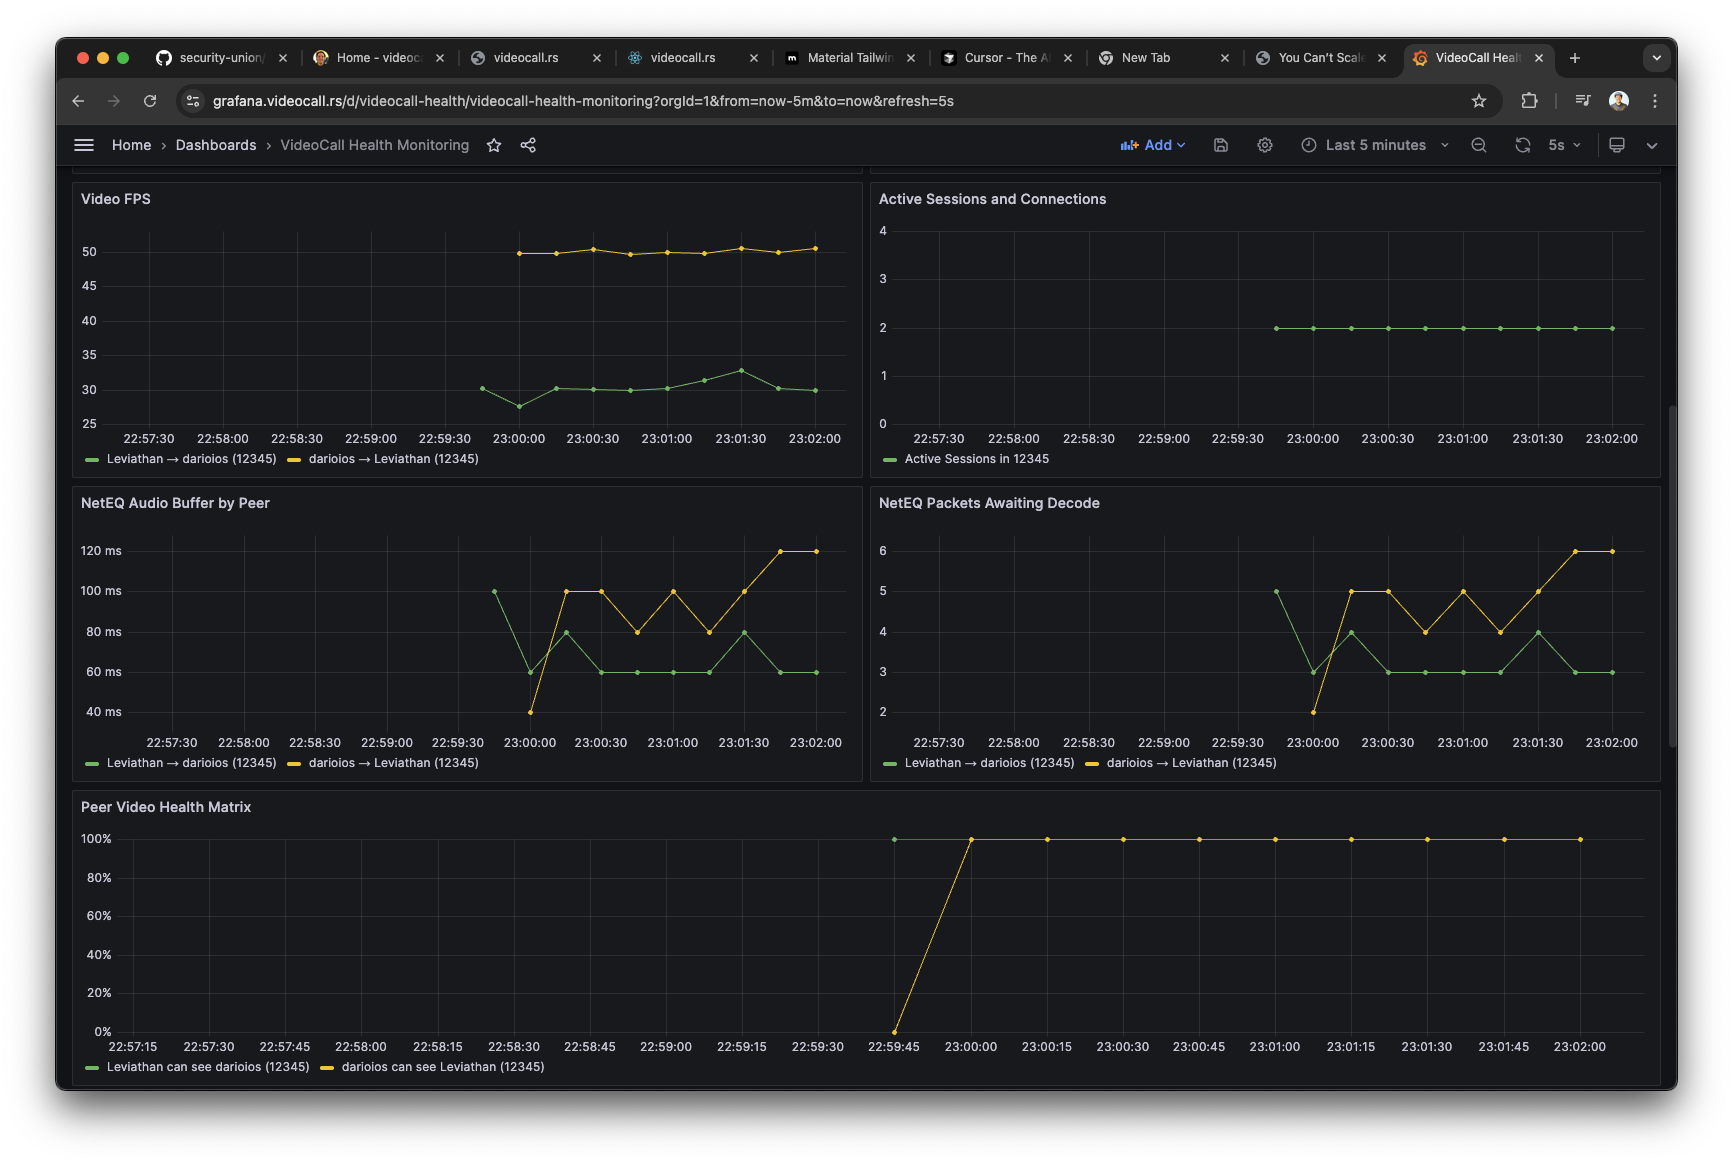 security-union/
Home - videoca
videocall.rs
videocall.rs
Material Tailwin
Cursor - The AI
New Tab
You Can't Scale
VideoCall Healt
grafana.videocall.rs/d/videocall-health/videocall-health-monitoring?orgId=1&from=now-5m&to=now&refresh=5s
Home › Dashboards › VideoCall Health Monitoring
Add
Last 5 minutes
5s
Video FPS
50
45
40
35
30
25
22:57:30 22:58:00 22:58:30 22:59:00 22:59:30 23:00:00 23:00:30 23:01:00 23:01:30 23:02:00
Leviathan → darioios (12345) darioios → Leviathan (12345)
Active Sessions and Connections
4
3
2
1
0
22:57:30 22:58:00 22:58:30 22:59:00 22:59:30 23:00:00 23:00:30 23:01:00 23:01:30 23:02:00
Active Sessions in 12345
NetEQ Audio Buffer by Peer
120 ms
100 ms
80 ms
60 ms
40 ms
22:57:30 22:58:00 22:58:30 22:59:00 22:59:30 23:00:00 23:00:30 23:01:00 23:01:30 23:02:00
Leviathan → darioios (12345) darioios → Leviathan (12345)
NetEQ Packets Awaiting Decode
6
5
4
3
2
22:57:30 22:58:00 22:58:30 22:59:00 22:59:30 23:00:00 23:00:30 23:01:00 23:01:30 23:02:00
Leviathan → darioios (12345) darioios → Leviathan (12345)
Peer Video Health Matrix
100%
80%
60%
40%
20%
0%
22:57:15 22:57:30 22:57:45 22:58:00 22:58:15 22:58:30 22:58:45 22:59:00 22:59:15 22:59:30 22:59:45 23:00:00 23:00:15 23:00:30 23:00:45 23:01:00 23:01:15 23:01:30 23:01:45 23:02:00
Leviathan can see darioios (12345) darioios can see Leviathan (12345)